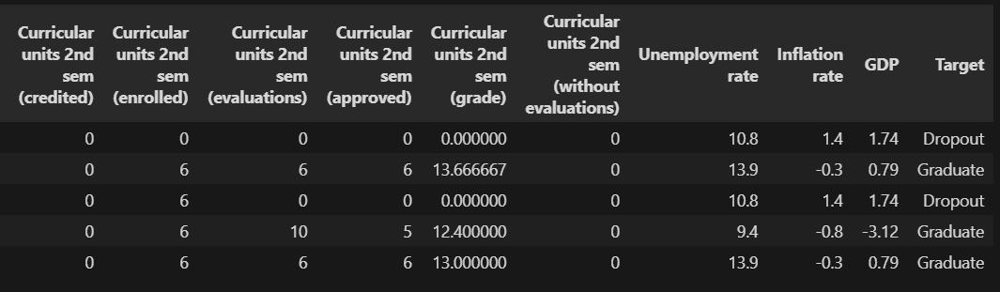 Curricular units 2nd sem (credited) Curricular units 2nd sem (enrolled) Curricular units 2nd sem (evaluations) Curricular units 2nd sem (approved) Curricular units 2nd sem (grade) Curricular units 2nd sem (without evaluations) Unemployment rate Inflation rate GDP Target
0 0 0 0 0.000000 0 10.8 1.4 1.74 Dropout
0 6 6 6 13.666667 0 13.9 -0.3 0.79 Graduate
0 6 0 0 0.000000 0 10.8 1.4 1.74 Dropout
0 6 10 5 12.400000 0 9.4 -0.8 -3.12 Graduate
0 6 6 6 13.000000 0 13.9 -0.3 0.79 Graduate